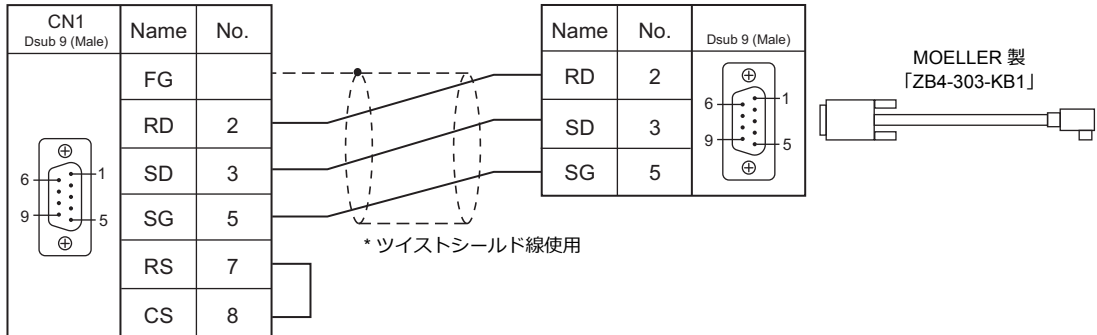 CN1
Dsub 9 (Male)
Name
No.
FG
RD
2
SD
3
SG
5
RS
7
CS
8
6
1
9
5
* ツイストシールド線使用
Name
No.
Dsub 9 (Male)
RD
2
SD
3
SG
5
6
1
9
5
MOELLER 製
「ZB4-303-KB1」